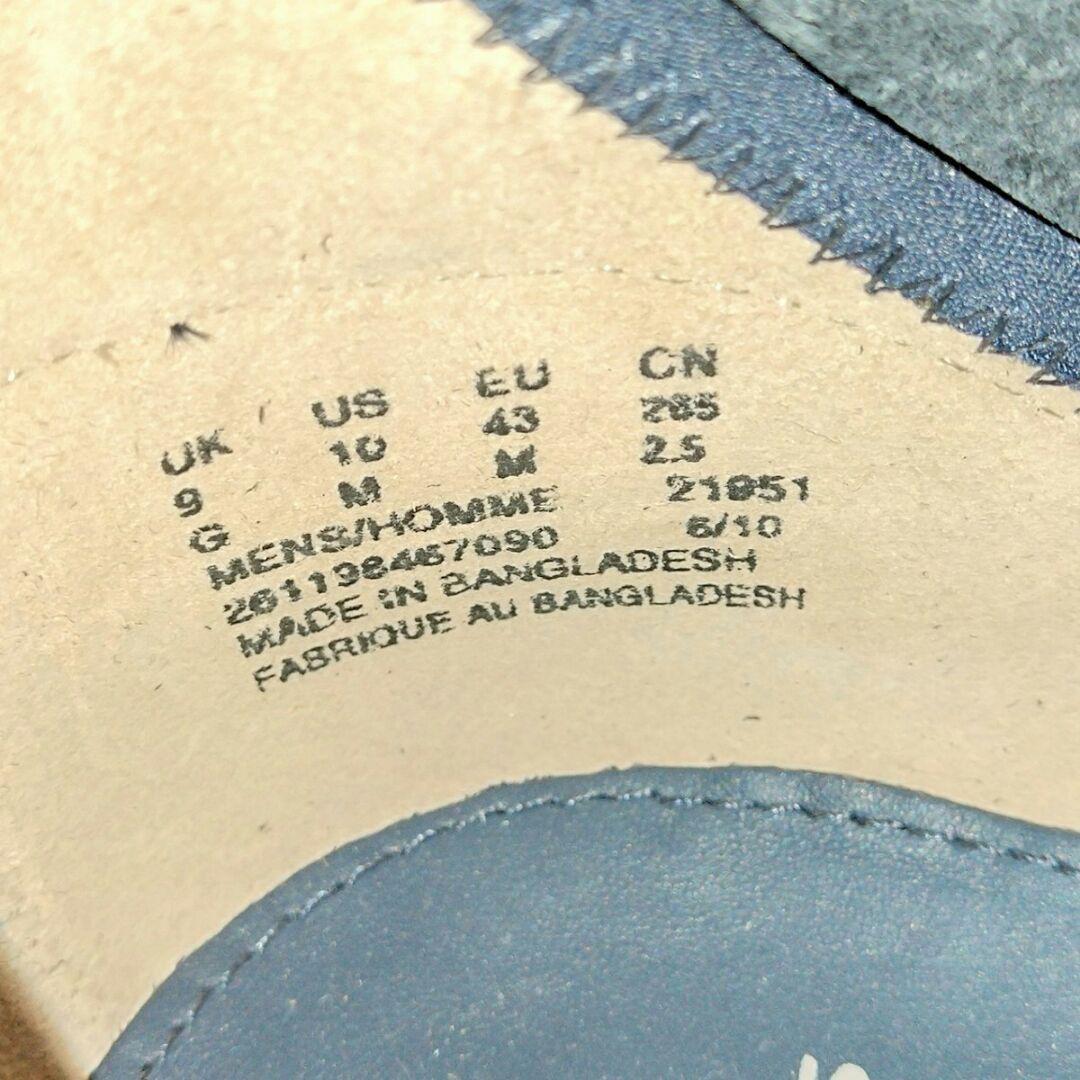 UK US EU CN
9 10 43 265
G M M 2.5
MENS/HOMME 21951
261198467090 6/10
MADE IN BANGLADESH
FABRIQUE AU BANGLADESH